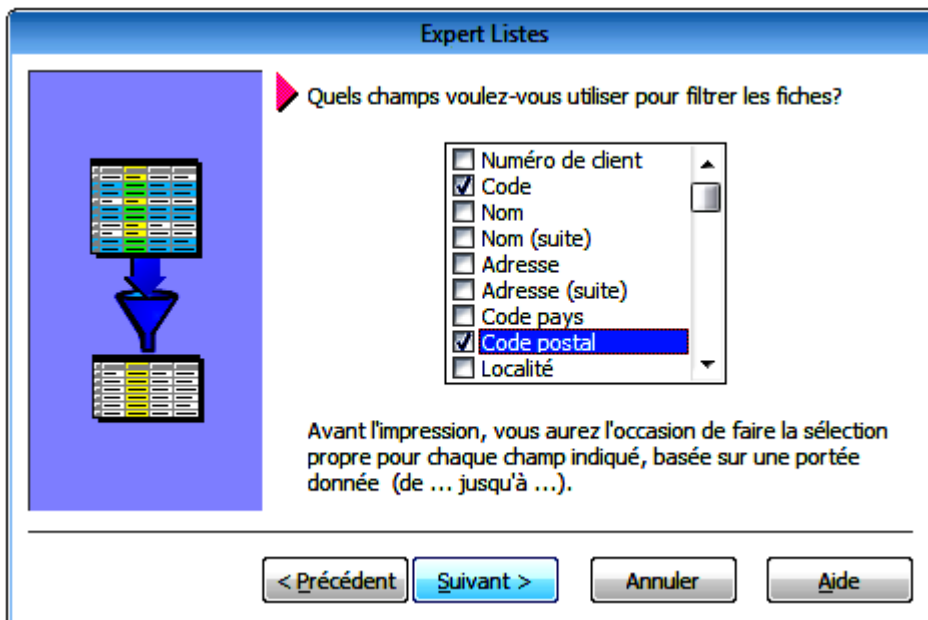 Expert Listes
Quels champs voulez-vous utiliser pour filtrer les fiches?
Numéro de client
Code
Nom
Nom (suite)
Adresse
Adresse (suite)
Code pays
Code postal
Localité
Avant l'impression, vous aurez l'occasion de faire la sélection
propre pour chaque champ indiqué, basée sur une portée
donnée (de ... jusqu'à ...).
< Précédent
Suivant >
Annuler
Aide